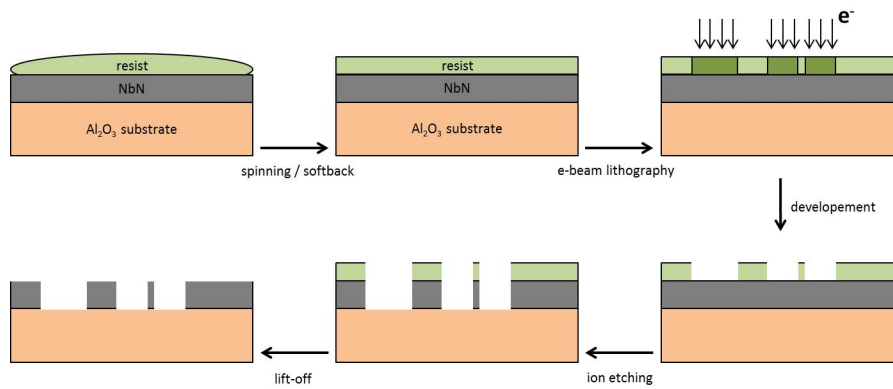 resist
NbN
Al₂O₃ substrate
spinning / softback
resist
NbN
Al₂O₃ substrate
e-beam lithography
e⁻
developement
ion etching
lift-off